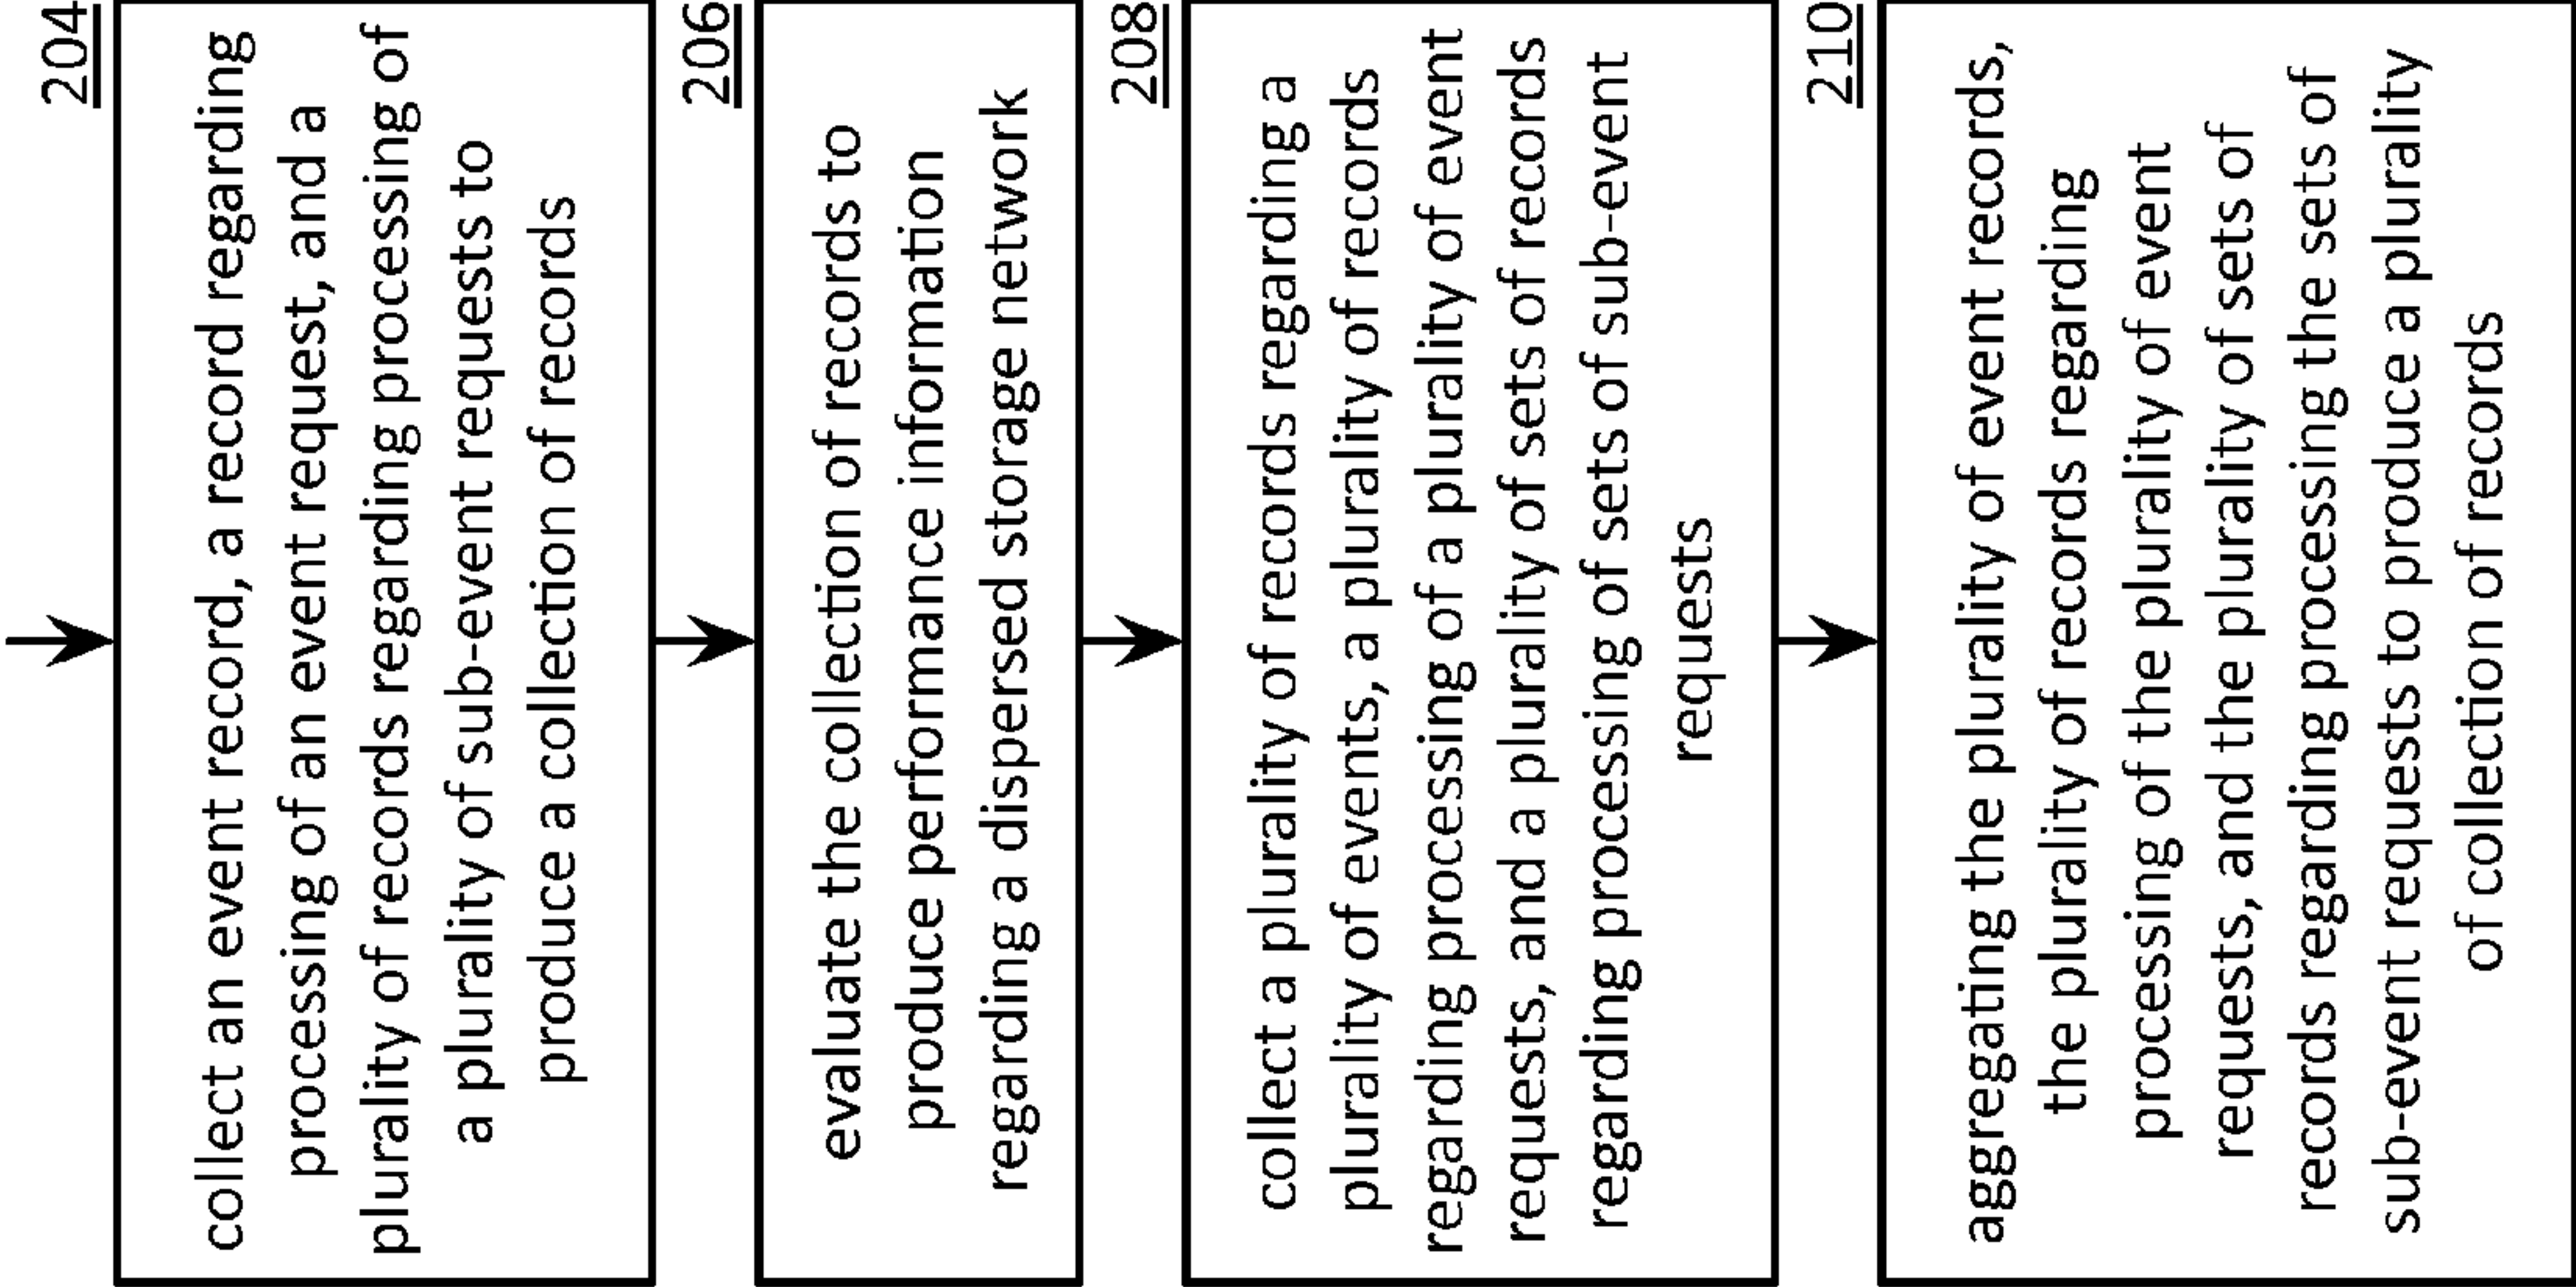 204
collect an event record, a record regarding
processing of an event request, and a
plurality of records regarding processing of
a plurality of sub-event requests to
produce a collection of records
206
evaluate the collection of records to
produce performance information
regarding a dispersed storage network
208
collect a plurality of records regarding a
plurality of events, a plurality of records
regarding processing of a plurality of event
requests, and a plurality of sets of records
regarding processing of sets of sub-event
requests
210
aggregating the plurality of event records,
the plurality of records regarding
processing of the plurality of event
requests, and the plurality of sets of
records regarding processing the sets of
sub-event requests to produce a plurality
of collection of records